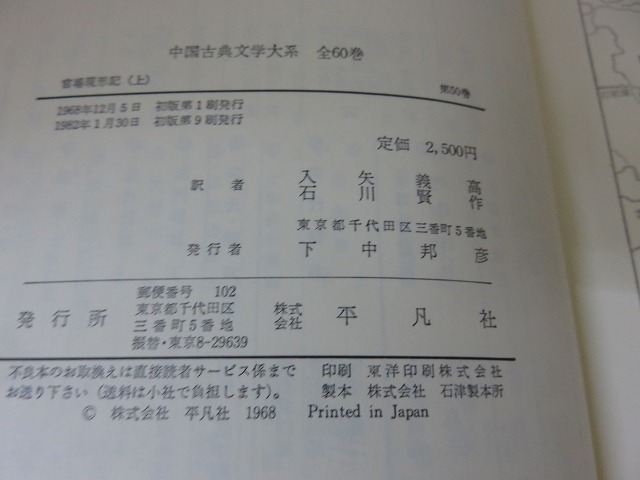 中国古典文学大系　全60巻
官場現形記（上）　第50巻
1968年12月5日　初版第1刷発行
1982年1月30日　初版第9刷発行
定価　2,500円
訳者　入矢義高
石川賢作
東京都千代田区三番町5番地
発行者　下中邦彦
発行所　郵便番号　102
東京都千代田区
三番町5番地
振替・東京8-29639
株式会社　平凡社
不良本のお取換えは直接読者サービス係まで
お送り下さい（送料は小社で負担します）。
印刷　東洋印刷株式会社
製本　株式会社　石津製本所
©　株式会社　平凡社　1968　Printed in Japan